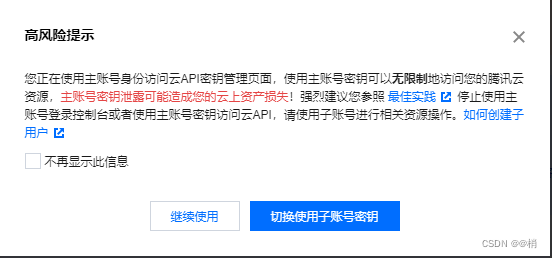 高风险提示
您正在使用主账号身份访问云API密钥管理页面，使用主账号密钥可以无限制地访问您的腾讯云
资源，主账号密钥泄露可能造成您的云上资产损失！强烈建议您参照 最佳实践 停止使用主
账号登录控制台或者使用主账号密钥访问云API，请使用子账号进行相关资源操作。如何创建子
用户
不再显示此信息
继续使用 切换使用子账号密钥
CSDN @@梢